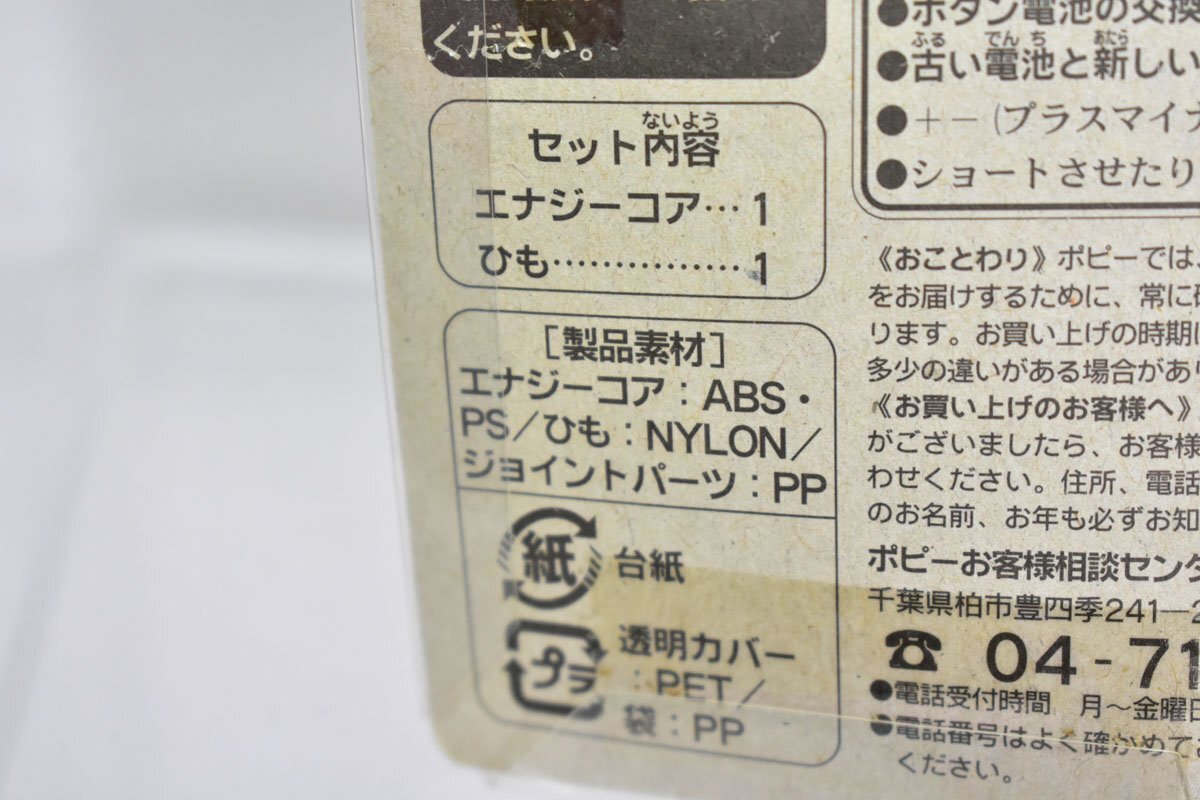 ください。
セット内容
ないよう
エナジーコア…1
ひも……………1
[製品素材]
エナジーコア：ABS・
PS/ひも：NYLON/
ジョイントパーツ：PP
紙
台紙
プラ
透明カバー
：PET/
袋：PP
●ボタン電池の交換
ふる でんち あたら
●古い電池と新しい
●＋－(プラスマイナ
●ショートさせたり
《おことわり》ポピーでは、
をお届けするために、常に
ります。お買い上げの時期に
多少の違いがある場合があり
《お買い上げのお客様へ》
がございましたら、お客様
わせください。住所、電話
のお名前、お年も必ずお知
ポピーお客様相談センタ
千葉県柏市豊四季241-2
☎04-71
●電話受付時間 月～金曜日
●電話番号はよく確かめてお
ください。